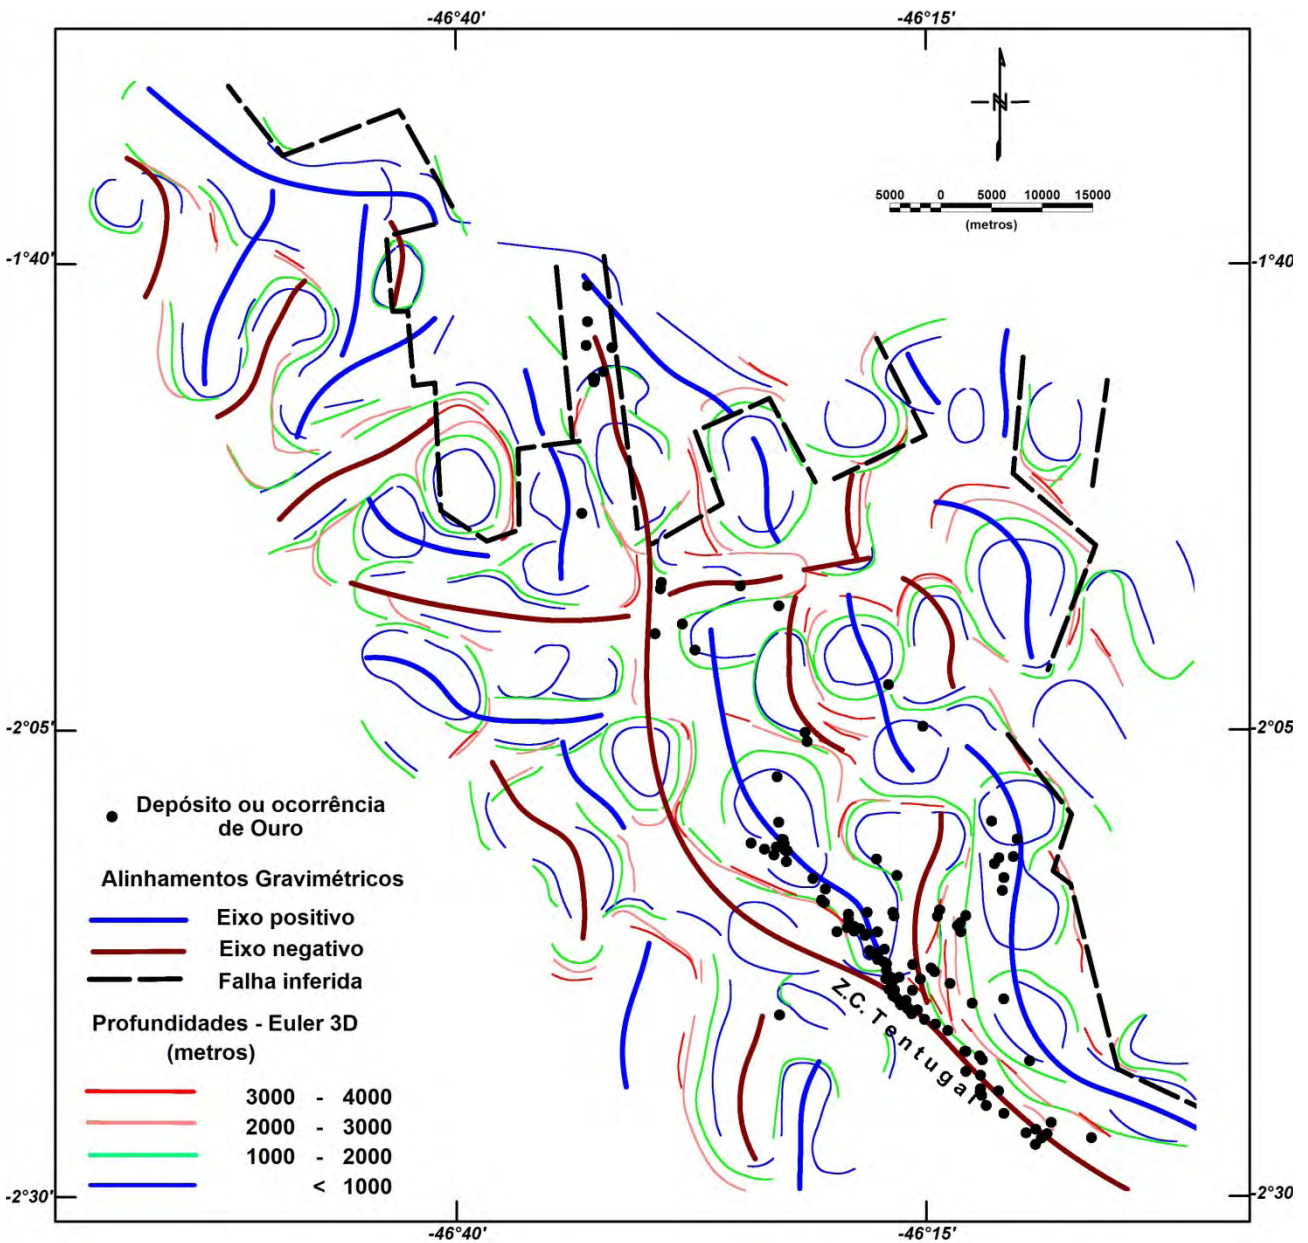 -46°40'
-46°15'
N
5000 0 5000 10000 15000
(metros)
-1°40'
-1°40'
-2°05'
-2°05'
Depósito ou ocorrência
de Ouro
Alinhamentos Gravimétricos
Eixo positivo
Eixo negativo
Falha inferida
Profundidades - Euler 3D
(metros)
3000 - 4000
2000 - 3000
1000 - 2000
< 1000
Z.C. Tentugal
-2°30'
-2°30'
-46°40'
-46°15'